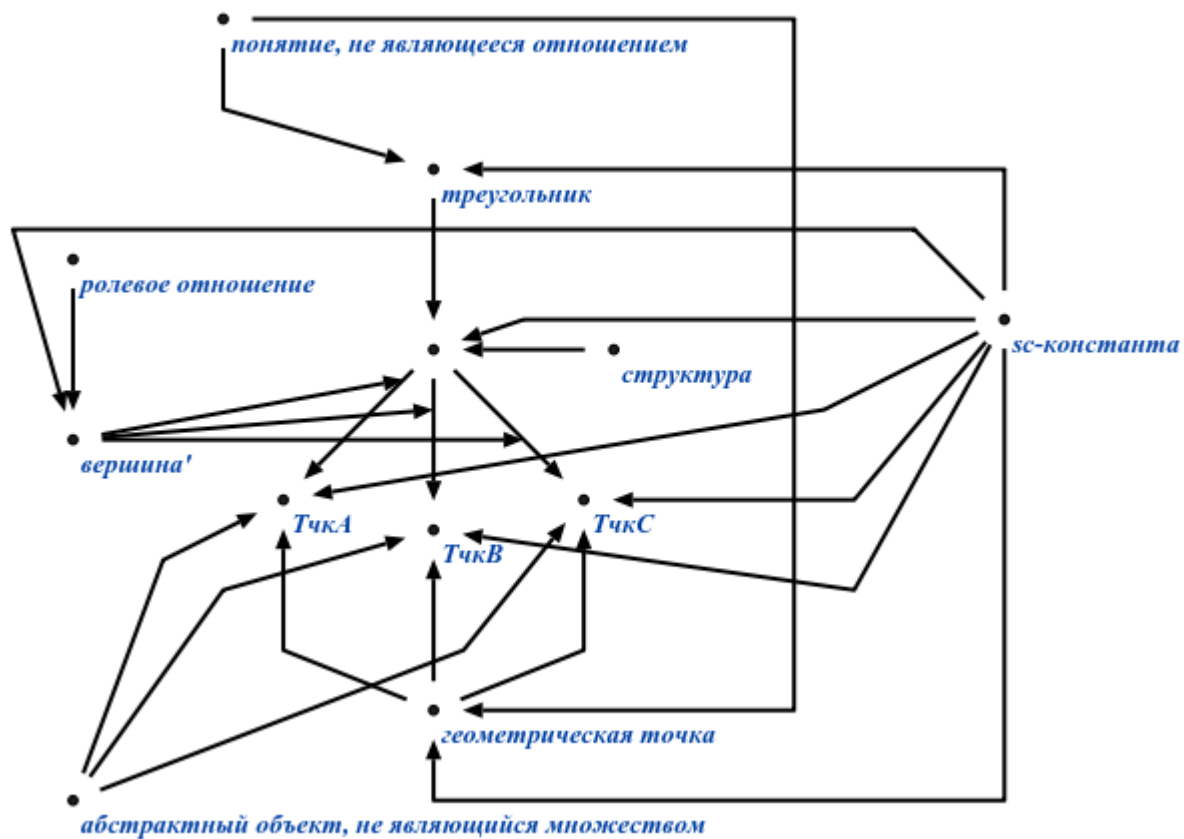 понятие, не являющееся отношением
треугольник
ролевое отношение
sc-константа
структура
вершина'
ТчкА
ТчкС
ТчкВ
геометрическая точка
абстрактный объект, не являющийся множеством